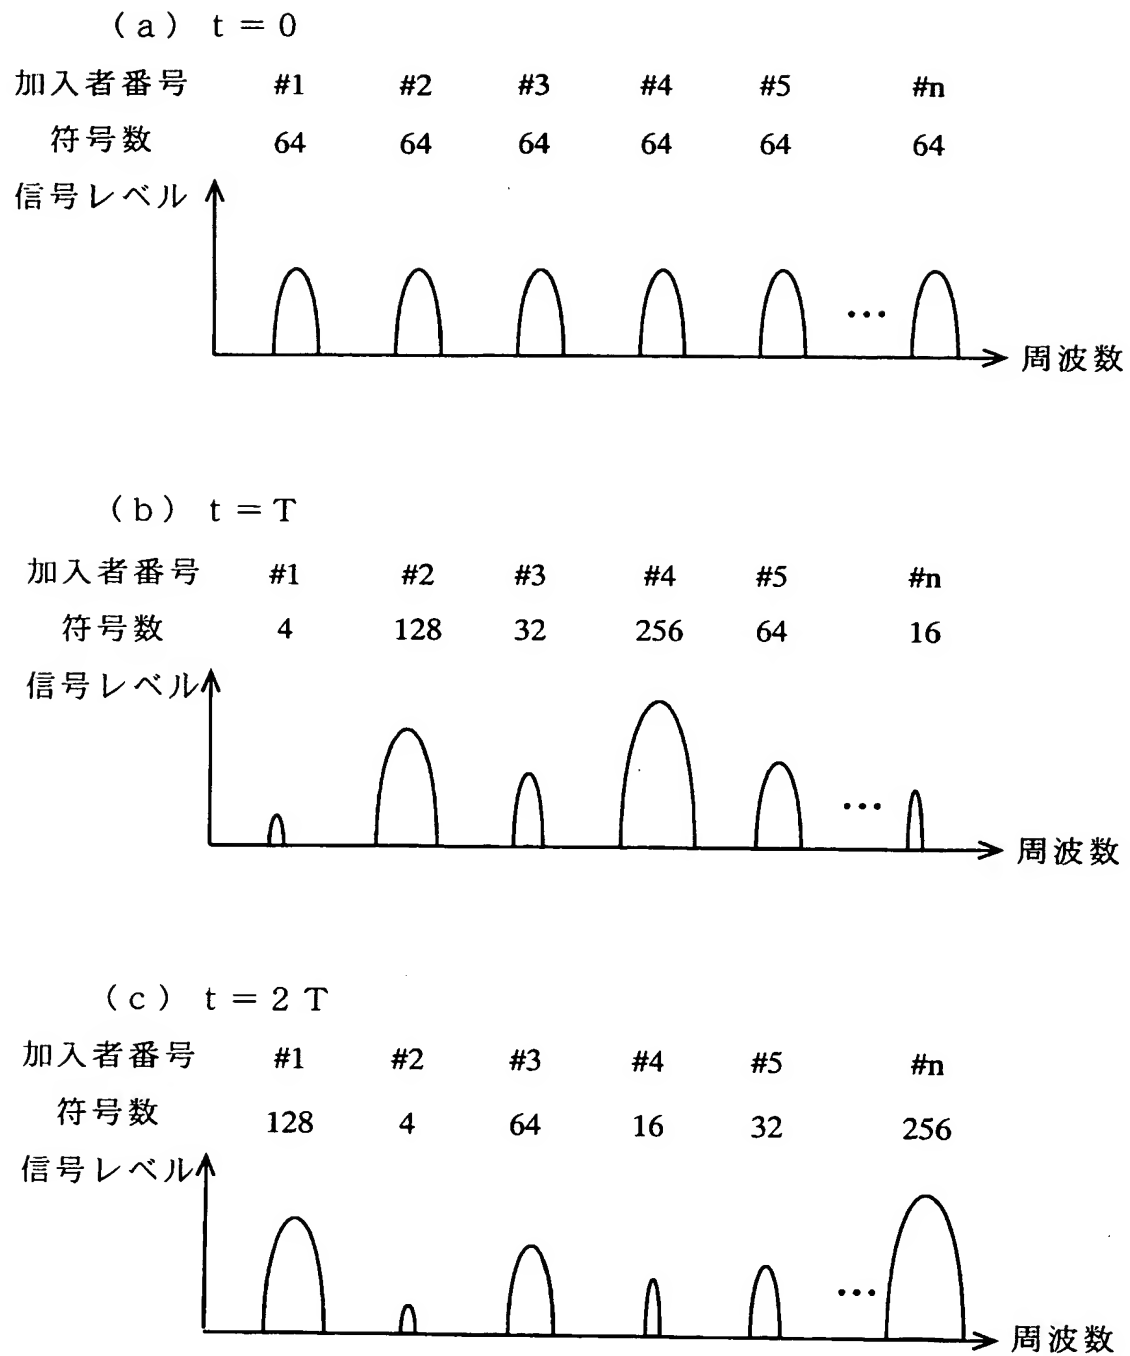 (a) t=0
加入者番号 #1 #2 #3 #4 #5 #n
符号数 64 64 64 64 64 64
信号レベル
...
周波数
(b) t=T
加入者番号 #1 #2 #3 #4 #5 #n
符号数 4 128 32 256 64 16
信号レベル
...
周波数
(c) t=2T
加入者番号 #1 #2 #3 #4 #5 #n
符号数 128 4 64 16 32 256
信号レベル
...
周波数